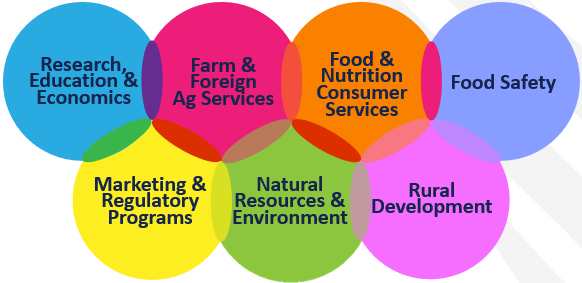 Research,
Education &
Economics
Farm &
Foreign
Ag Services
Food &
Nutrition
Consumer
Services
Food Safety
Marketing &
Regulatory
Programs
Natural
Resources &
Environment
Rural
Development